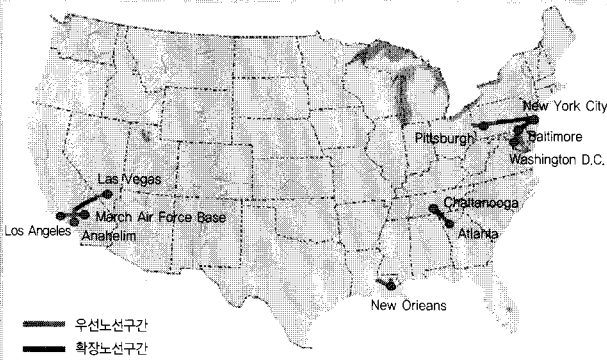 New York City
Pittsburgh
Baltimore
Washington D.C.
Las Vegas
Chattanooga
March Air Force Base
Los Angeles
Anahelim
Atlanta
New Orleans
우선노선구간
확장노선구간